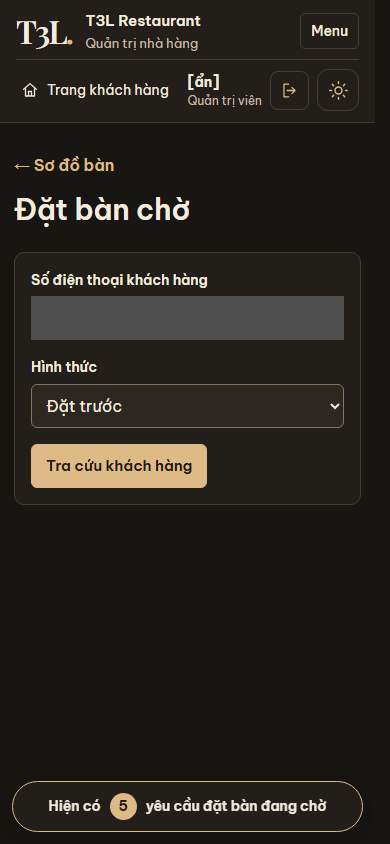 T3L.
T3L Restaurant
Quản trị nhà hàng
Menu
Trang khách hàng
[ẩn]
Quản trị viên
← Sơ đồ bàn
Đặt bàn chờ
Số điện thoại khách hàng
Hình thức
Đặt trước
Tra cứu khách hàng
Hiện có 5 yêu cầu đặt bàn đang chờ